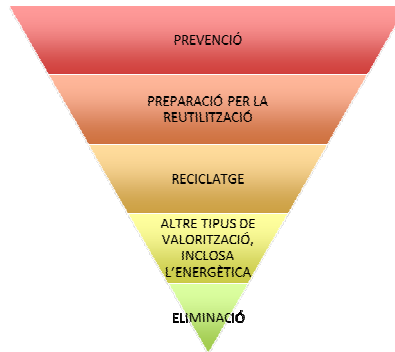 PREVENCIÓ
PREPARACIÓ PER LA
REUTILITZACIÓ
RECICLATGE
ALTRE TIPUS DE
VALORITZACIÓ,
INCLOSA
L'ENERGÈTICA
ELIMINACIÓ